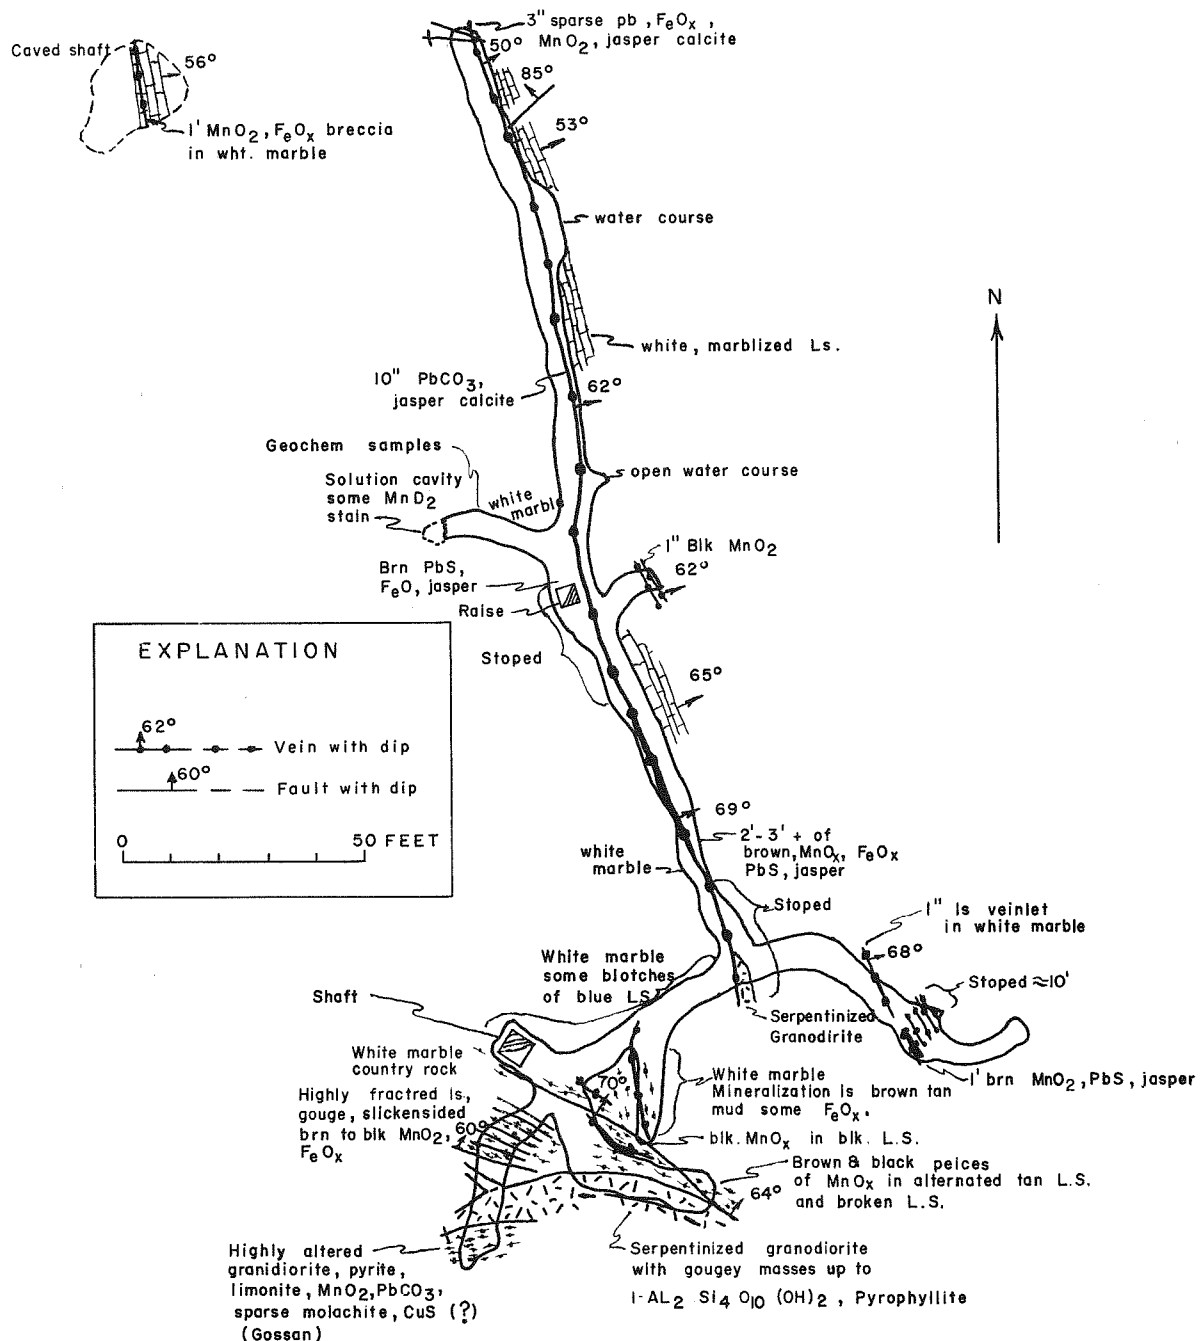 Caved shaft
56°
1' MnO2, FeOx breccia
in wht. marble
3" sparse pb, FeOx,
MnO2, jasper calcite
50°
85°
53°
water course
N
white, marblized Ls.
10" PbCO3,
jasper calcite
62°
Geochem samples
Solution cavity
some MnD2
stain
white
marble
open water course
1" Blk MnO2
62°
Brn PbS,
FeO, jasper
Raise
Stoped
65°
EXPLANATION
62°
Vein with dip
60°
Fault with dip
0 50 FEET
69°
2'-3' + of
brown, MnOx, FeOx
PbS, jasper
white
marble
Stoped
1" ls veinlet
in white marble
68°
Stoped ≈10'
White marble
some blotches
of blue L.S.
Shaft
Serpentinized
Granodirite
White marble
country rock
1' brn MnO2, PbS, jasper
70°
White marble
Mineralization is brown tan
mud some FeOx.
Highly fractred ls,
gouge, slickensided
brn to blk MnO2,
FeOx
60°
blk. MnOx in blk. L.S.
Brown & black peices
of MnOx in alternated tan L.S.
and broken L.S.
64°
Highly altered
granidiorite, pyrite,
limonite, MnO2, PbCO3,
sparse molachite, CuS (?)
(Gossan)
Serpentinized granodiorite
with gougey masses up to
1-AL2 Si4 O10 (OH)2, Pyrophyllite